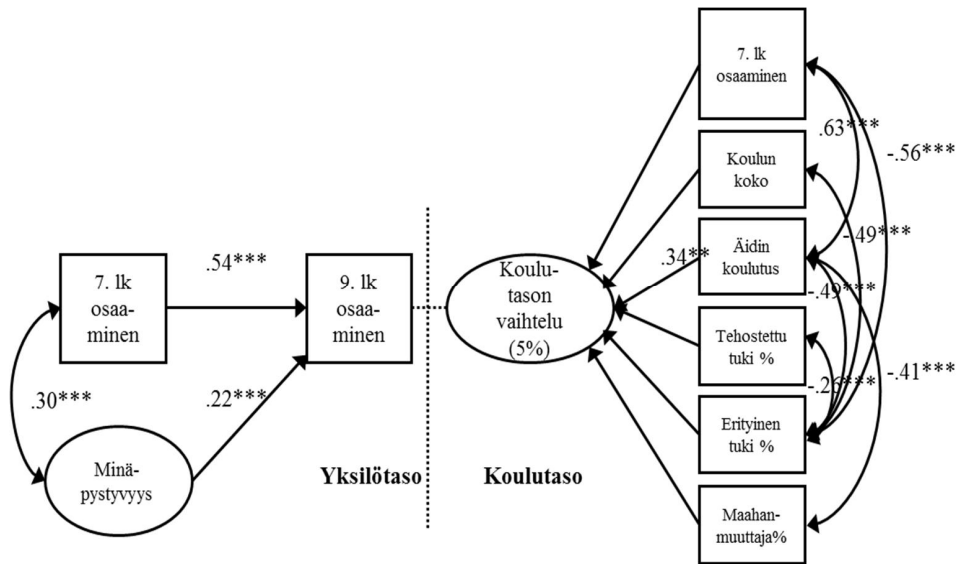 7. lk
osaa-
minen
.54***
9. lk
osaa-
minen
.30***
.22***
Minä-
pystyvyys
Yksilötaso
Koulutaso
Koulu-
tason
vaihtelu
(5%)
.34**
7. lk
osaaminen
Koulun
koko
Äidin
koulutus
Tehostettu
tuki %
Erityinen
tuki %
Maahan-
muuttaja%
.63***
-.56***
-.49***
-.49***
-.26***
-.41***